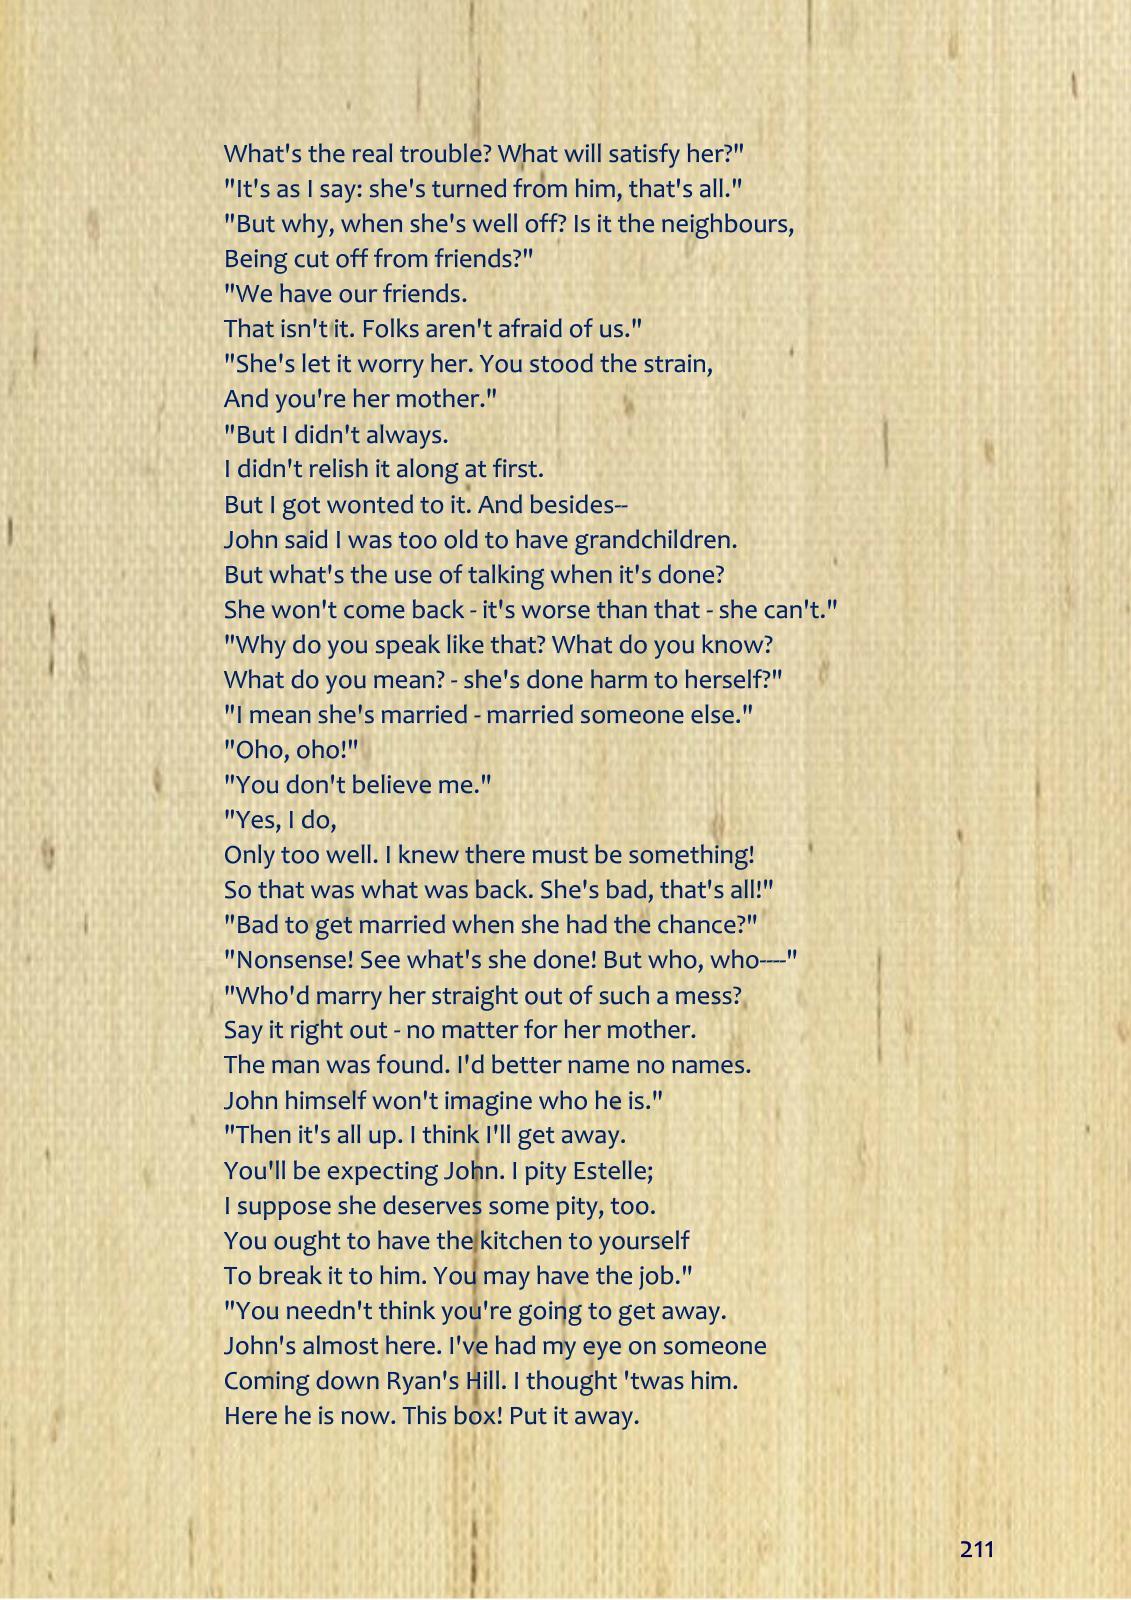 What's the real trouble? What will satisfy her?"
"It's as I say: she's turned from him, that's all."
"But why, when she's well off? Is it the neighbours,
Being cut off from friends?"
"We have our friends.
That isn't it. Folks aren't afraid of us."
"She's let it worry her. You stood the strain,
And you're her mother."
"But I didn't always.
I didn't relish it along at first.
But I got wonted to it. And besides--
John said I was too old to have grandchildren.
But what's the use of talking when it's done?
She won't come back - it's worse than that - she can't."
"Why do you speak like that? What do you know?
What do you mean? - she's done harm to herself?"
"I mean she's married - married someone else."
"Oho, oho!"
"You don't believe me."
"Yes, I do,
Only too well. I knew there must be something!
So that was what was back. She's bad, that's all!"
"Bad to get married when she had the chance?"
"Nonsense! See what's she done! But who, who----"
"Who'd marry her straight out of such a mess?
Say it right out - no matter for her mother.
The man was found. I'd better name no names.
John himself won't imagine who he is."
"Then it's all up. I think I'll get away.
You'll be expecting John. I pity Estelle;
I suppose she deserves some pity, too.
You ought to have the kitchen to yourself
To break it to him. You may have the job."
"You needn't think you're going to get away.
John's almost here. I've had my eye on someone
Coming down Ryan's Hill. I thought 'twas him.
Here he is now. This box! Put it away.
211